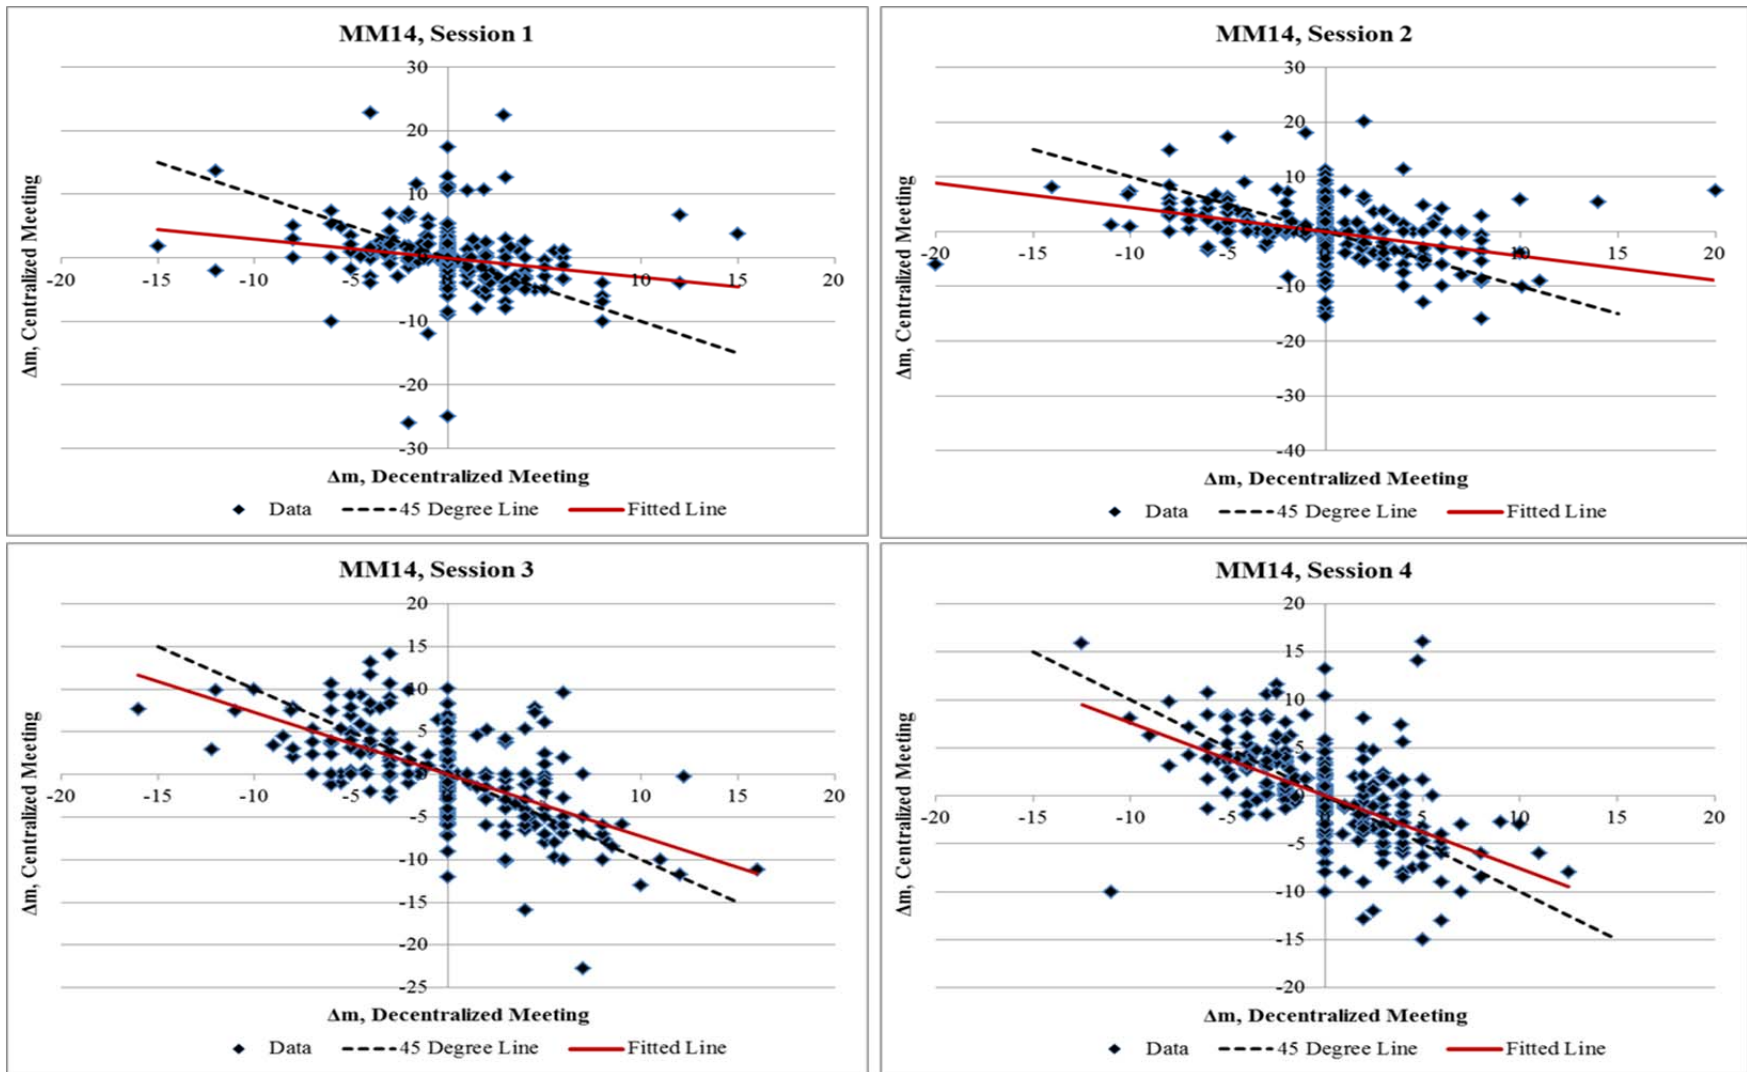 MM14, Session 1
30
20
10
-10
-20
-30
-20
-15
-10
-5
5
10
15
20
Δm, Centralized Meeting
Δm, Decentralized Meeting
Data
45 Degree Line
Fitted Line
MM14, Session 2
30
20
10
-10
-20
-30
-40
-20
-15
-10
-5
5
10
15
20
Δm, Centralized Meeting
Δm, Decentralized Meeting
Data
45 Degree Line
Fitted Line
MM14, Session 3
20
15
10
5
0
-5
-10
-15
-20
-25
-20
-15
-10
-5
5
10
15
20
Δm, Centralized Meeting
Δm, Decentralized Meeting
Data
45 Degree Line
Fitted Line
MM14, Session 4
20
15
10
5
0
-5
-10
-15
-20
-20
-15
-10
-5
5
10
15
20
Δm, Centralized Meeting
Δm, Decentralized Meeting
Data
45 Degree Line
Fitted Line